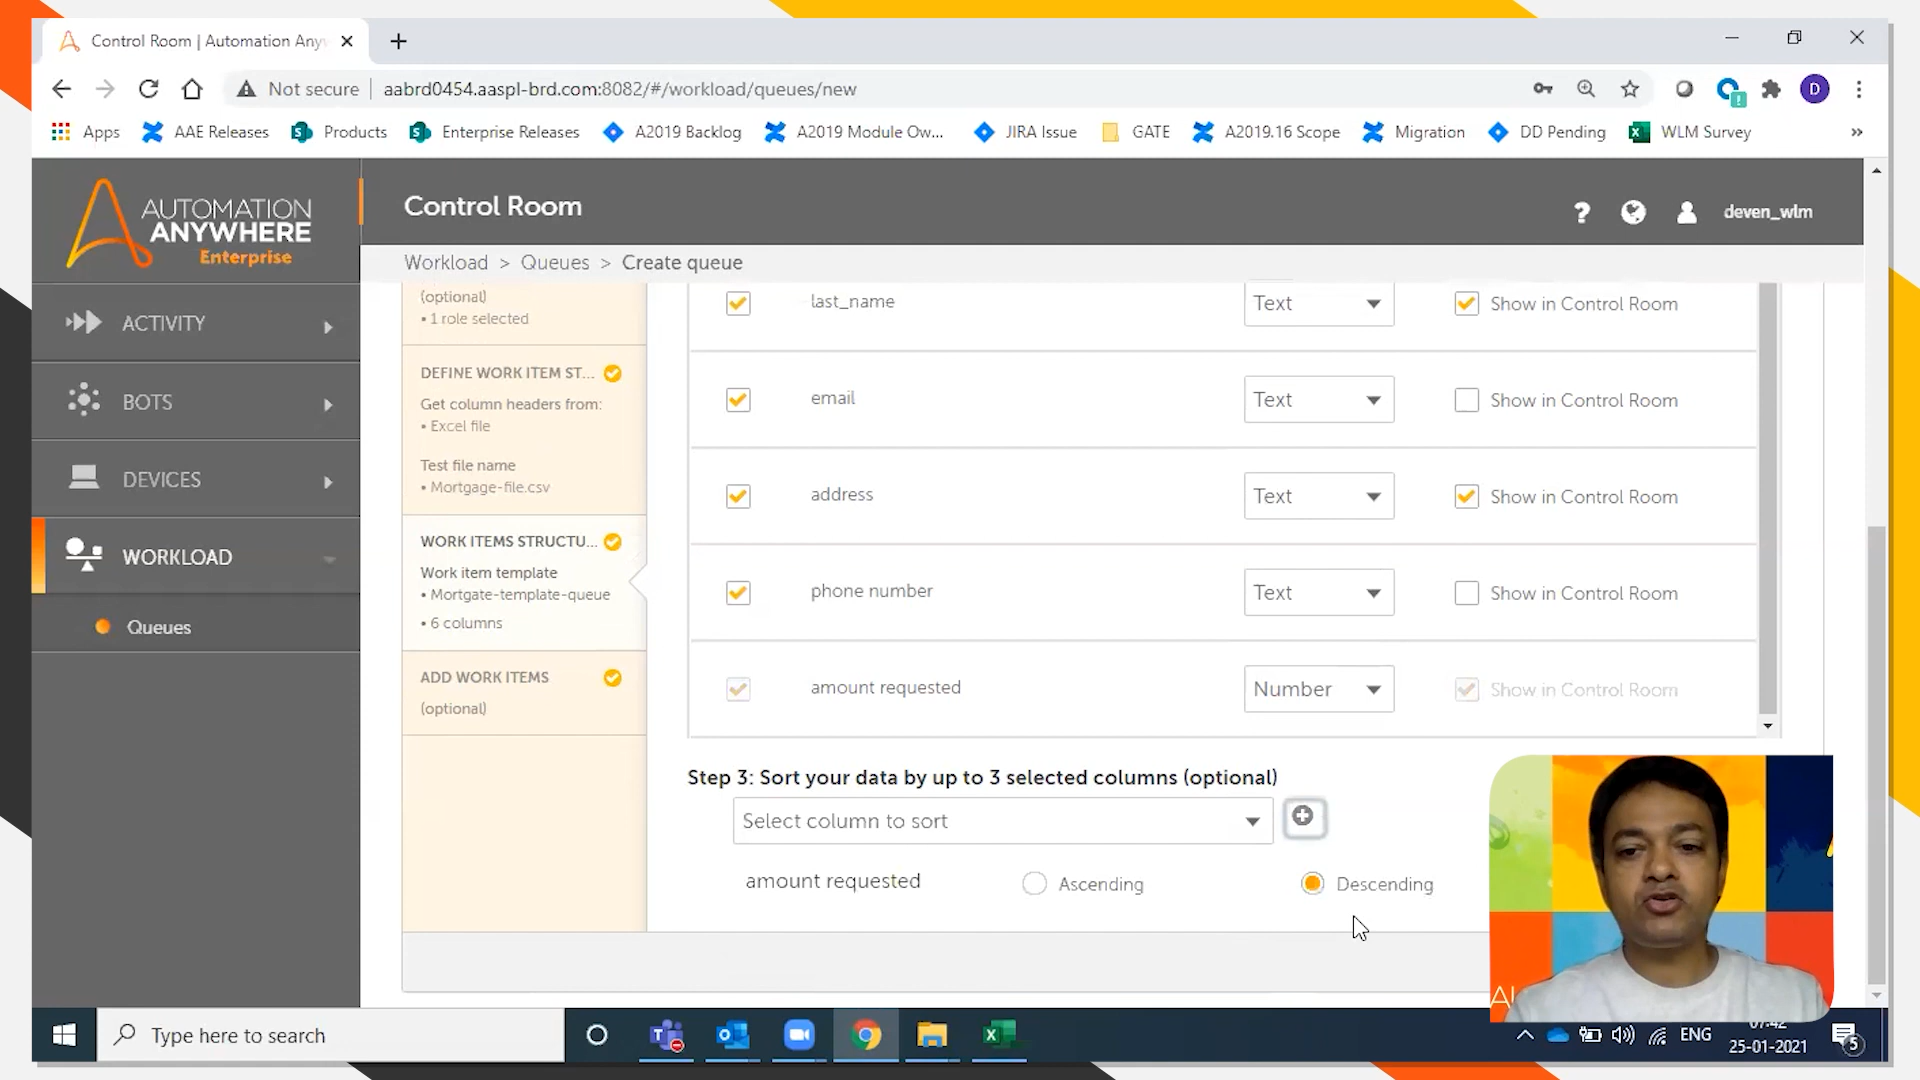 Control Room | Automation Any
Not secure
aabrd0454.aaspl-brd.com:8082/#/workload/queues/new
D
Apps
AAE Releases
Products
Enterprise Releases
A2019 Backlog
A2019 Module Ow...
JIRA Issue
GATE
A2019.16 Scope
Migration
DD Pending
WLM Survey
»
AUTOMATION
ANYWHERE
Enterprise
Control Room
?
deven_wlm
Workload > Queues > Create queue
ACTIVITY
BOTS
DEVICES
WORKLOAD
Queues
(optional)
• 1 role selected
DEFINE WORK ITEM ST...
Get column headers from:
• Excel file
Test file name
• Mortgage-file.csv
WORK ITEMS STRUCTU...
Work item template
• Mortgate-template-queue
• 6 columns
ADD WORK ITEMS
(optional)
last_name
Text
Show in Control Room
email
Text
Show in Control Room
address
Text
Show in Control Room
phone number
Text
Show in Control Room
amount requested
Number
Show in Control Room
Step 3: Sort your data by up to 3 selected columns (optional)
Select column to sort
amount requested
Ascending
Descending
Type here to search
ENG
07:42
25-01-2021
5